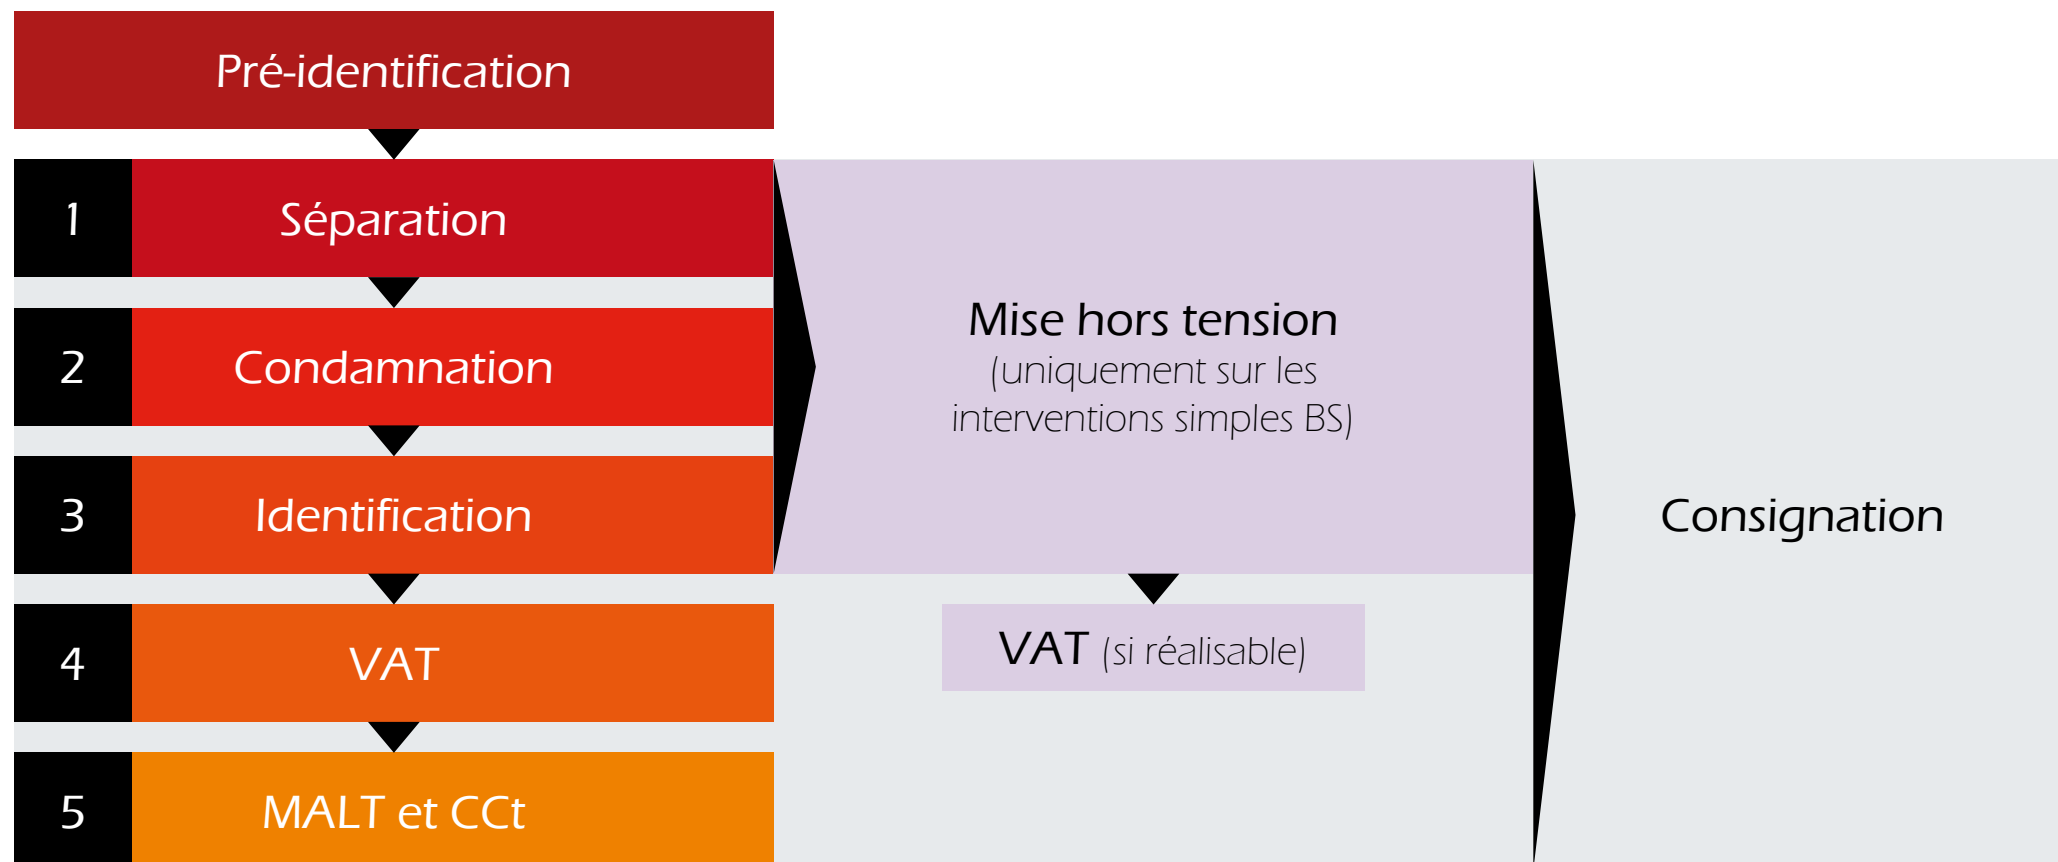 Pré-identification
1
Séparation
2
Condamnation
3
Identification
4
VAT
5
MALT et CCt
Mise hors tension
(uniquement sur les
interventions simples BS)
VAT (si réalisable)
Consignation